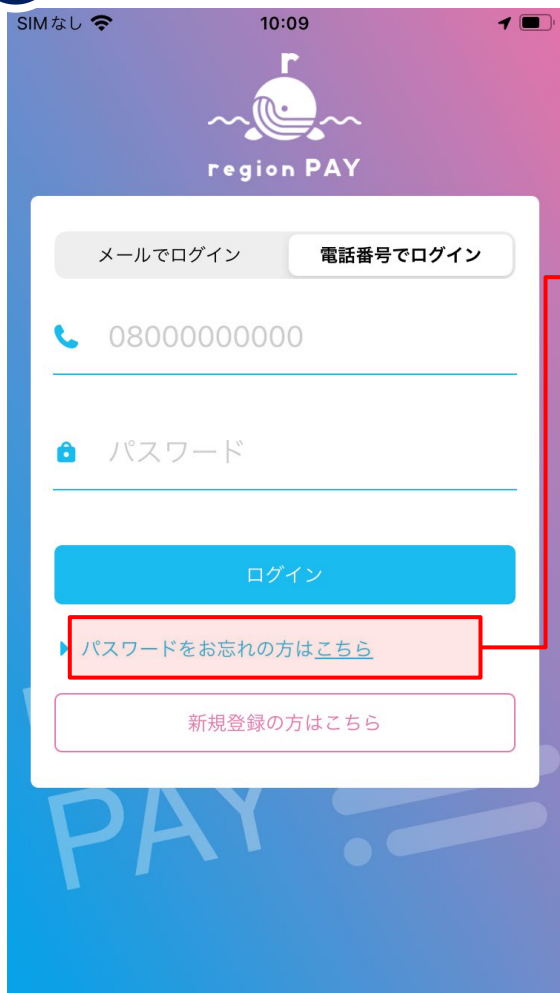 SIMなし 10:09
region PAY
メールでログイン 電話番号でログイン
08000000000
パスワード
ログイン
パスワードをお忘れの方はこちら
新規登録の方はこちら
PAY